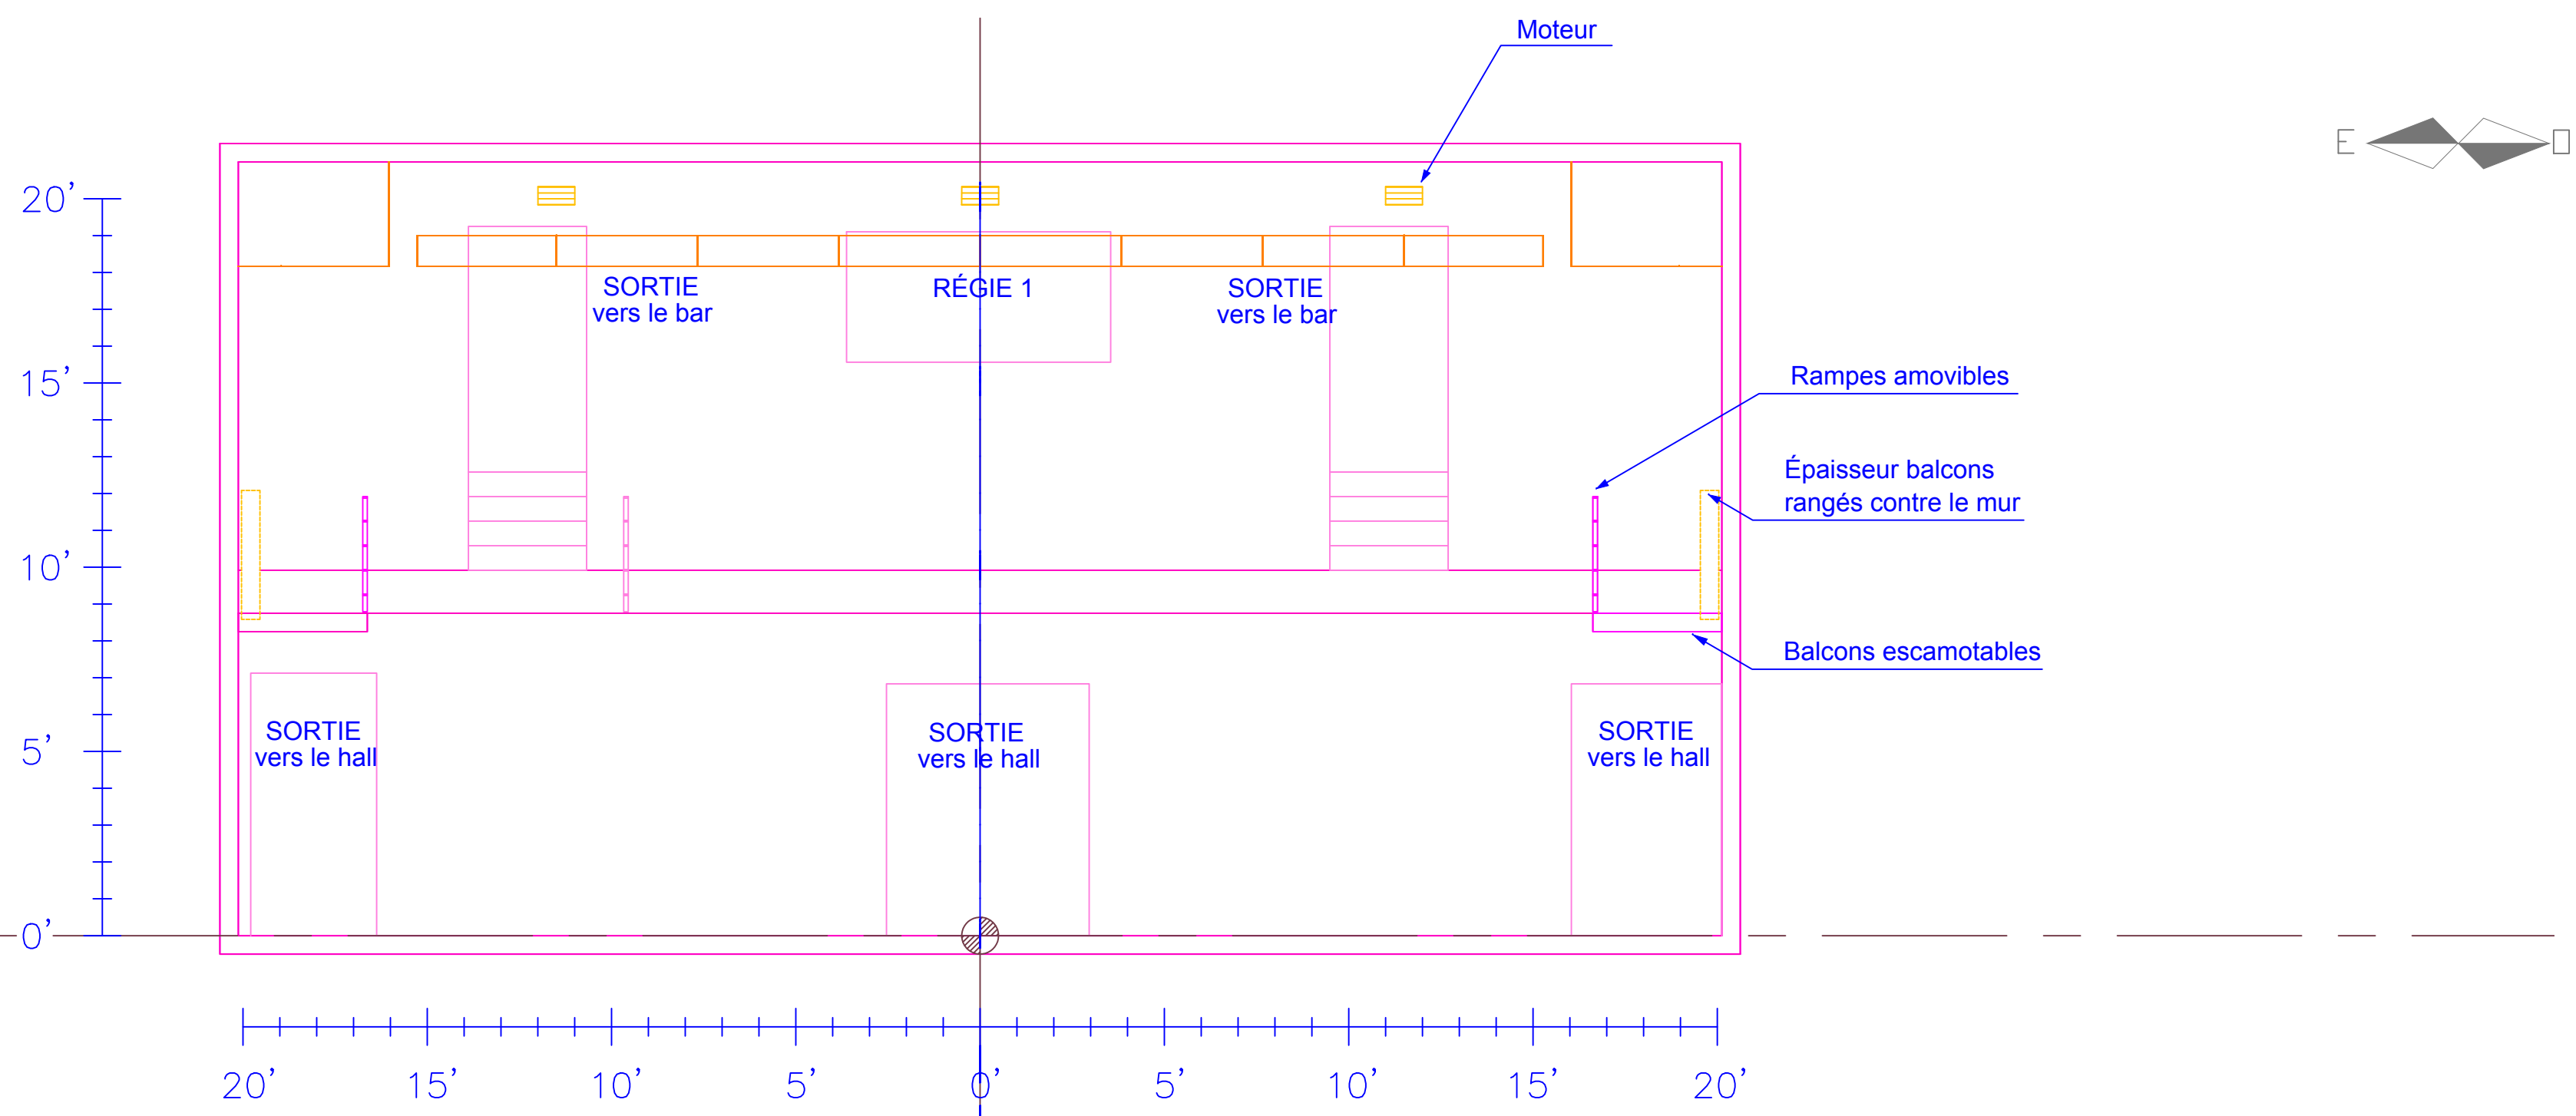 Moteur
E
O
20’
SORTIE
vers le bar
RÉGIE 1
SORTIE
vers le bar
15’
Rampes amovibles
Épaisseur balcons
rangés contre le mur
10’
Balcons escamotables
SORTIE
vers le hall
SORTIE
vers le hall
SORTIE
vers le hall
5’
0’
20’ 15’ 10’ 5’ 0’ 5’ 10’ 15’ 20’